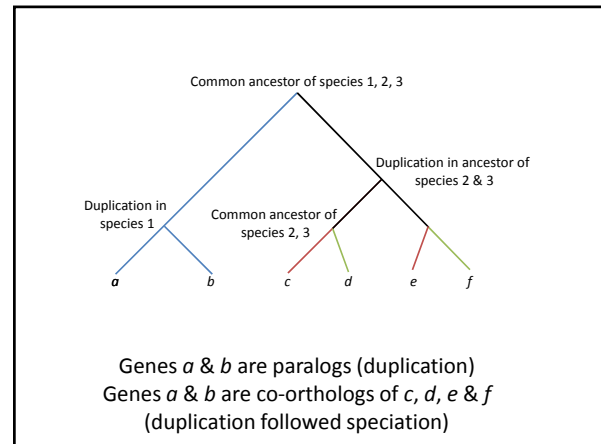 Common ancestor of species 1, 2, 3
Duplication in ancestor of
species 2 & 3
Duplication in
species 1
Common ancestor of
species 2, 3
a
b
c
d
e
f
Genes a & b are paralogs (duplication)
Genes a & b are co-orthologs of c, d, e & f
(duplication followed speciation)